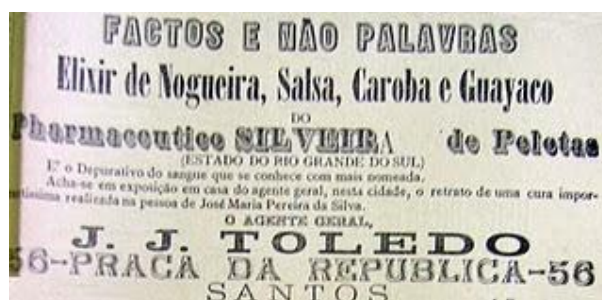 FACTOS E NÃO PALAVRAS
Elixir de Nogueira, Salsa, Caroba e Guayaco
DO
Pharmaceutico SILVEIRA de Pelotas
(ESTADO DO RIO GRANDE DO SUL)
E' o Depurativo do sangue que se conhece com mais nomeada.
Acha-se em exposição em casa do agente geral, nesta cidade, o retrato de uma cura impor-
tantissima realizada na pessoa de José Maria Pereira da Silva.
O AGENTE GERAL,
J. J. TOLEDO
56-PRAÇA DA REPUBLICA-56
SANTOS